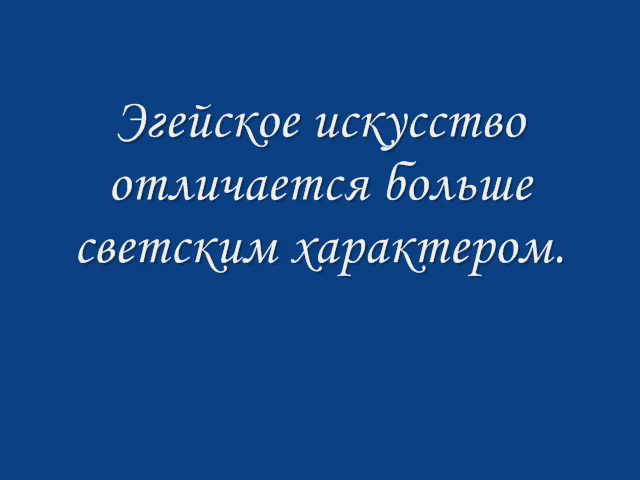 Эгейское искусство
отличается больше
светским характером.